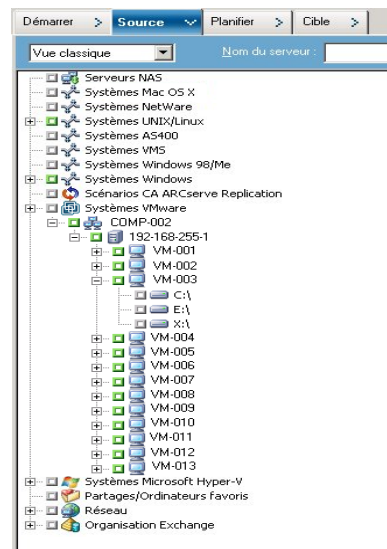 Démarrer > Source Planifier > Cible >
Vue classique Nom du serveur :
Serveurs NAS
Systèmes Mac OS X
Systèmes NetWare
Systèmes UNIX/Linux
Systèmes AS400
Systèmes VMS
Systèmes Windows 98/Me
Systèmes Windows
Scénarios CA ARCserve Replication
Systèmes VMware
COMP-002
192-168-255-1
VM-001
VM-002
VM-003
C:\
E:\
X:\
VM-004
VM-005
VM-006
VM-007
VM-008
VM-009
VM-010
VM-011
VM-012
VM-013
Systèmes Microsoft Hyper-V
Partages/Ordinateurs favoris
Réseau
Organisation Exchange